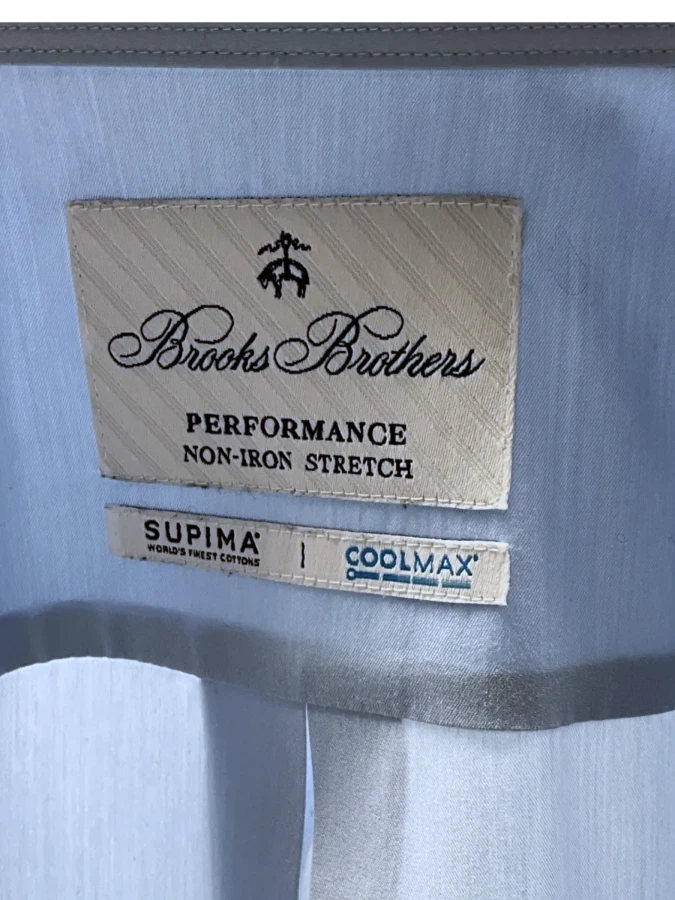 Brooks Brothers
PERFORMANCE
NON-IRON STRETCH
SUPIMA®
WORLD'S FINEST COTTONS
COOLMAX®